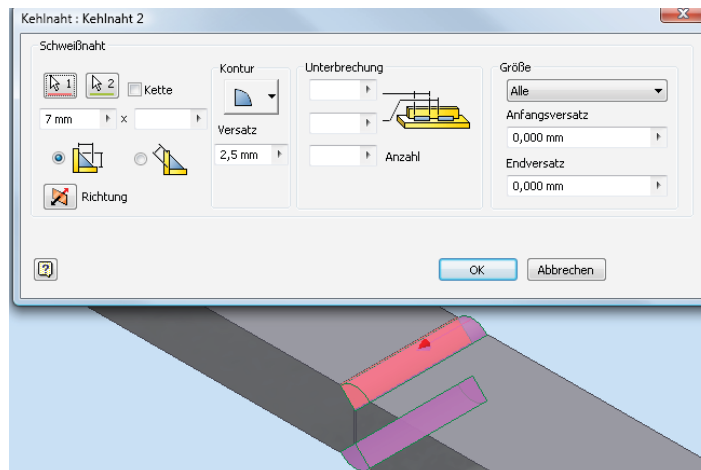 Kehlnaht : Kehlnaht 2
Schweißnaht
1
2
Kette
7 mm
x
Richtung
Kontur
Versatz
2,5 mm
Unterbrechung
Anzahl
Größe
Alle
Anfangsversatz
0,000 mm
Endversatz
0,000 mm
?
OK
Abbrechen